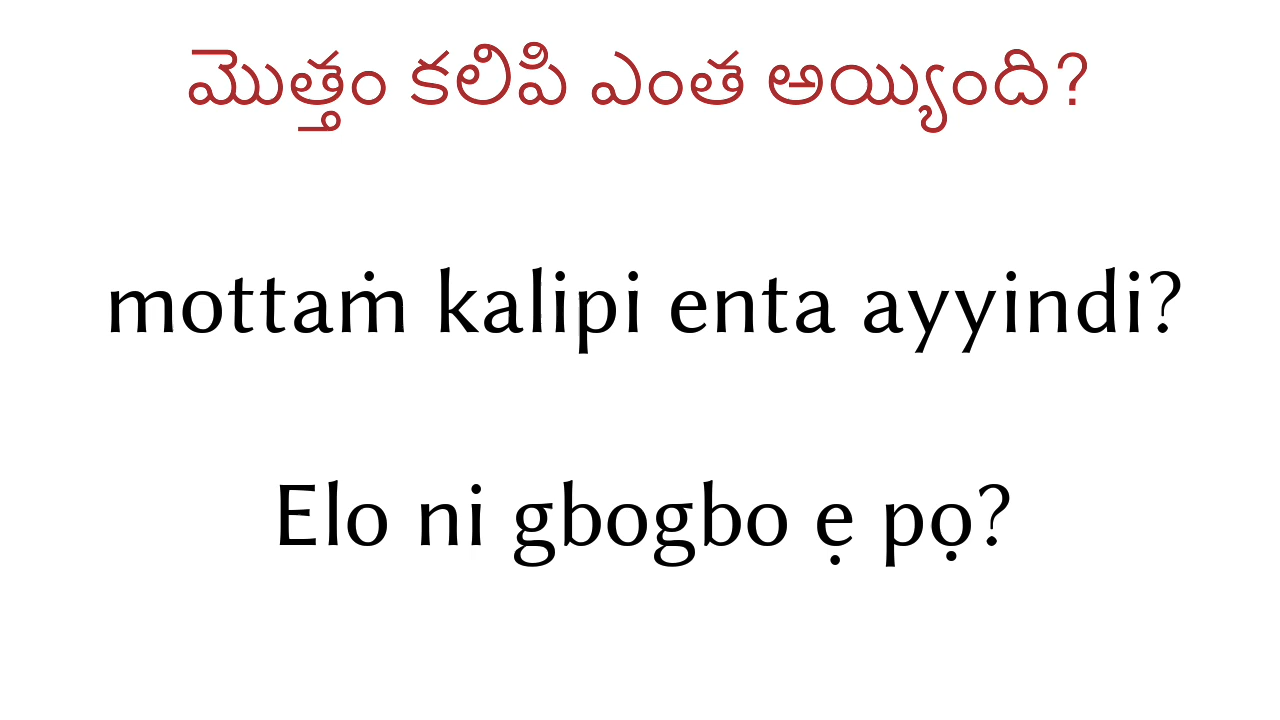 మొత్తం కలిపి ఎంత అయ్యింది?
mottaṁ kalipi enta ayyindi?
Elo ni gbogbo ẹ pọ?